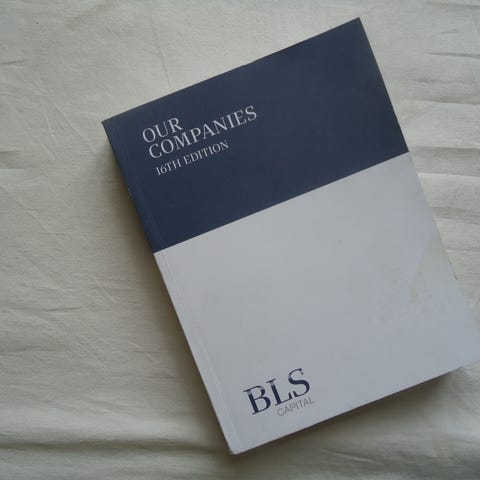 OUR
COMPANIES
16TH EDITION
BLS
CAPITAL